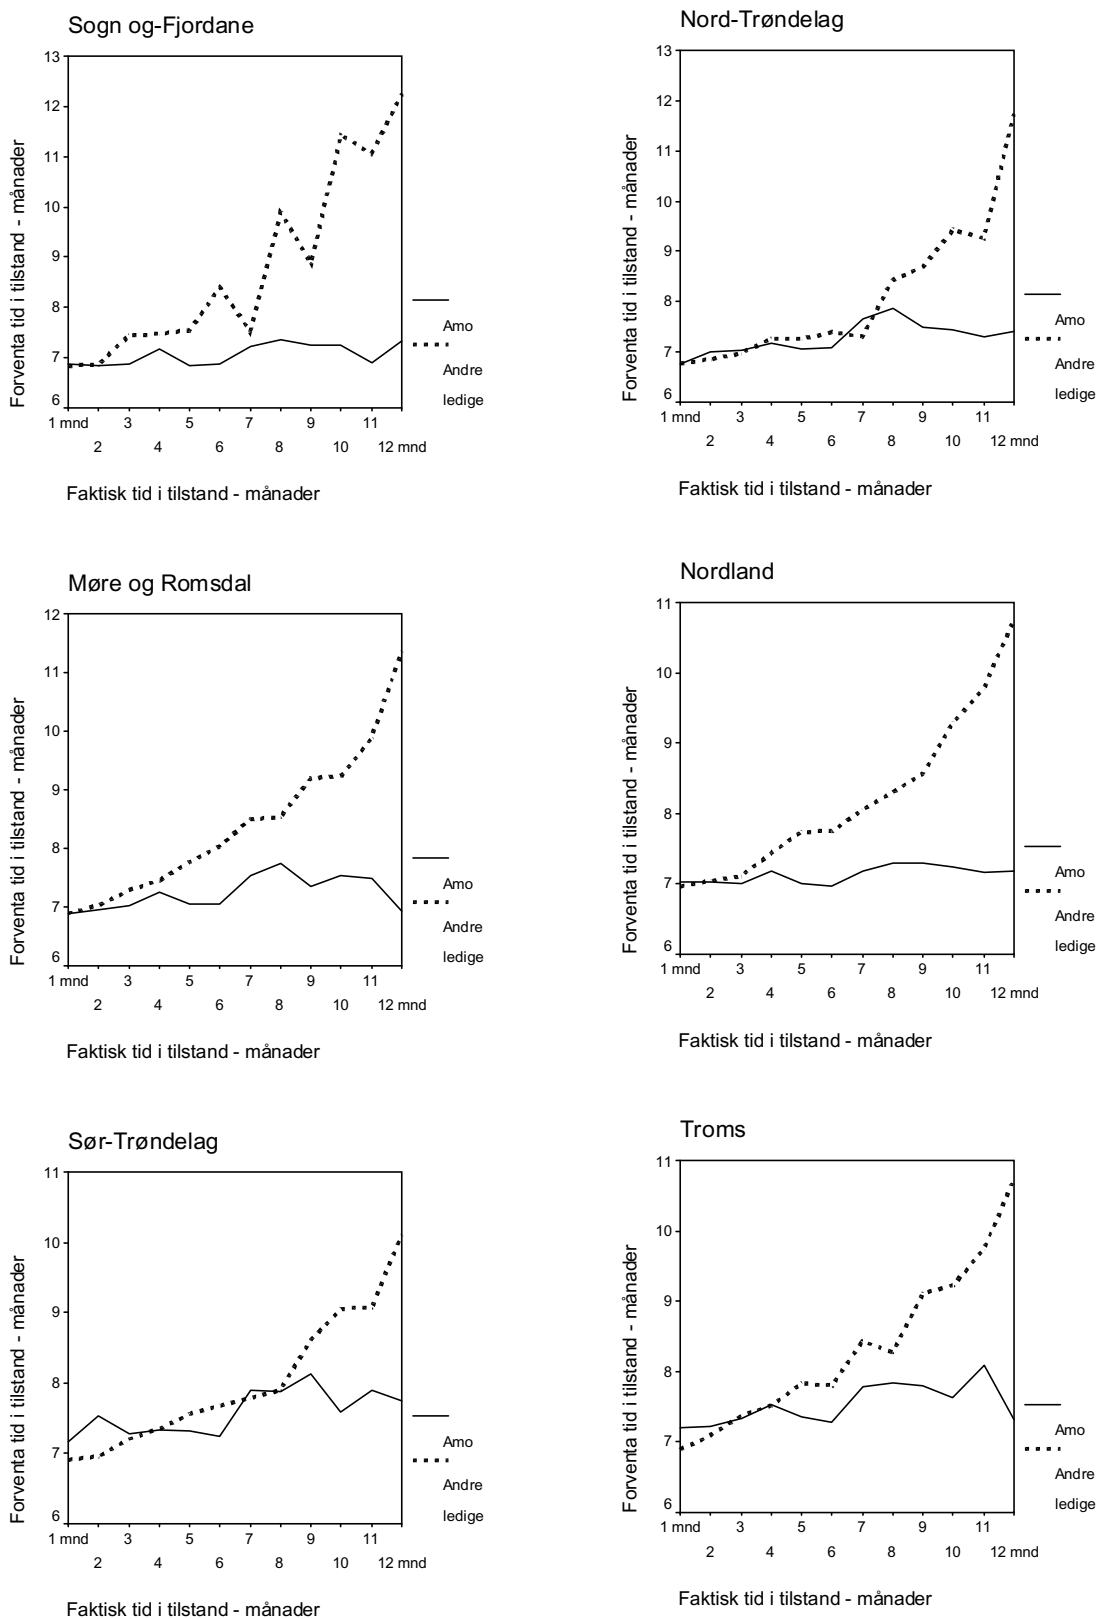 Sogn og-Fjordane
13
12
11
10
9
8
7
6
Forventa tid i tilstand - månader
1 mnd 3 5 7 9 11
2 4 6 8 10 12 mnd
Faktisk tid i tilstand - månader
Amo
Andre
ledige
Nord-Trøndelag
13
12
11
10
9
8
7
6
Forventa tid i tilstand - månader
1 mnd 3 5 7 9 11
2 4 6 8 10 12 mnd
Faktisk tid i tilstand - månader
Amo
Andre
ledige
Møre og Romsdal
12
11
10
9
8
7
6
Forventa tid i tilstand - månader
1 mnd 3 5 7 9 11
2 4 6 8 10 12 mnd
Faktisk tid i tilstand - månader
Amo
Andre
ledige
Nordland
11
10
9
8
7
6
Forventa tid i tilstand - månader
1 mnd 3 5 7 9 11
2 4 6 8 10 12 mnd
Faktisk tid i tilstand - månader
Amo
Andre
ledige
Sør-Trøndelag
11
10
9
8
7
6
Forventa tid i tilstand - månader
1 mnd 3 5 7 9 11
2 4 6 8 10 12 mnd
Faktisk tid i tilstand - månader
Amo
Andre
ledige
Troms
11
10
9
8
7
6
Forventa tid i tilstand - månader
1 mnd 3 5 7 9 11
2 4 6 8 10 12 mnd
Faktisk tid i tilstand - månader
Amo
Andre
ledige